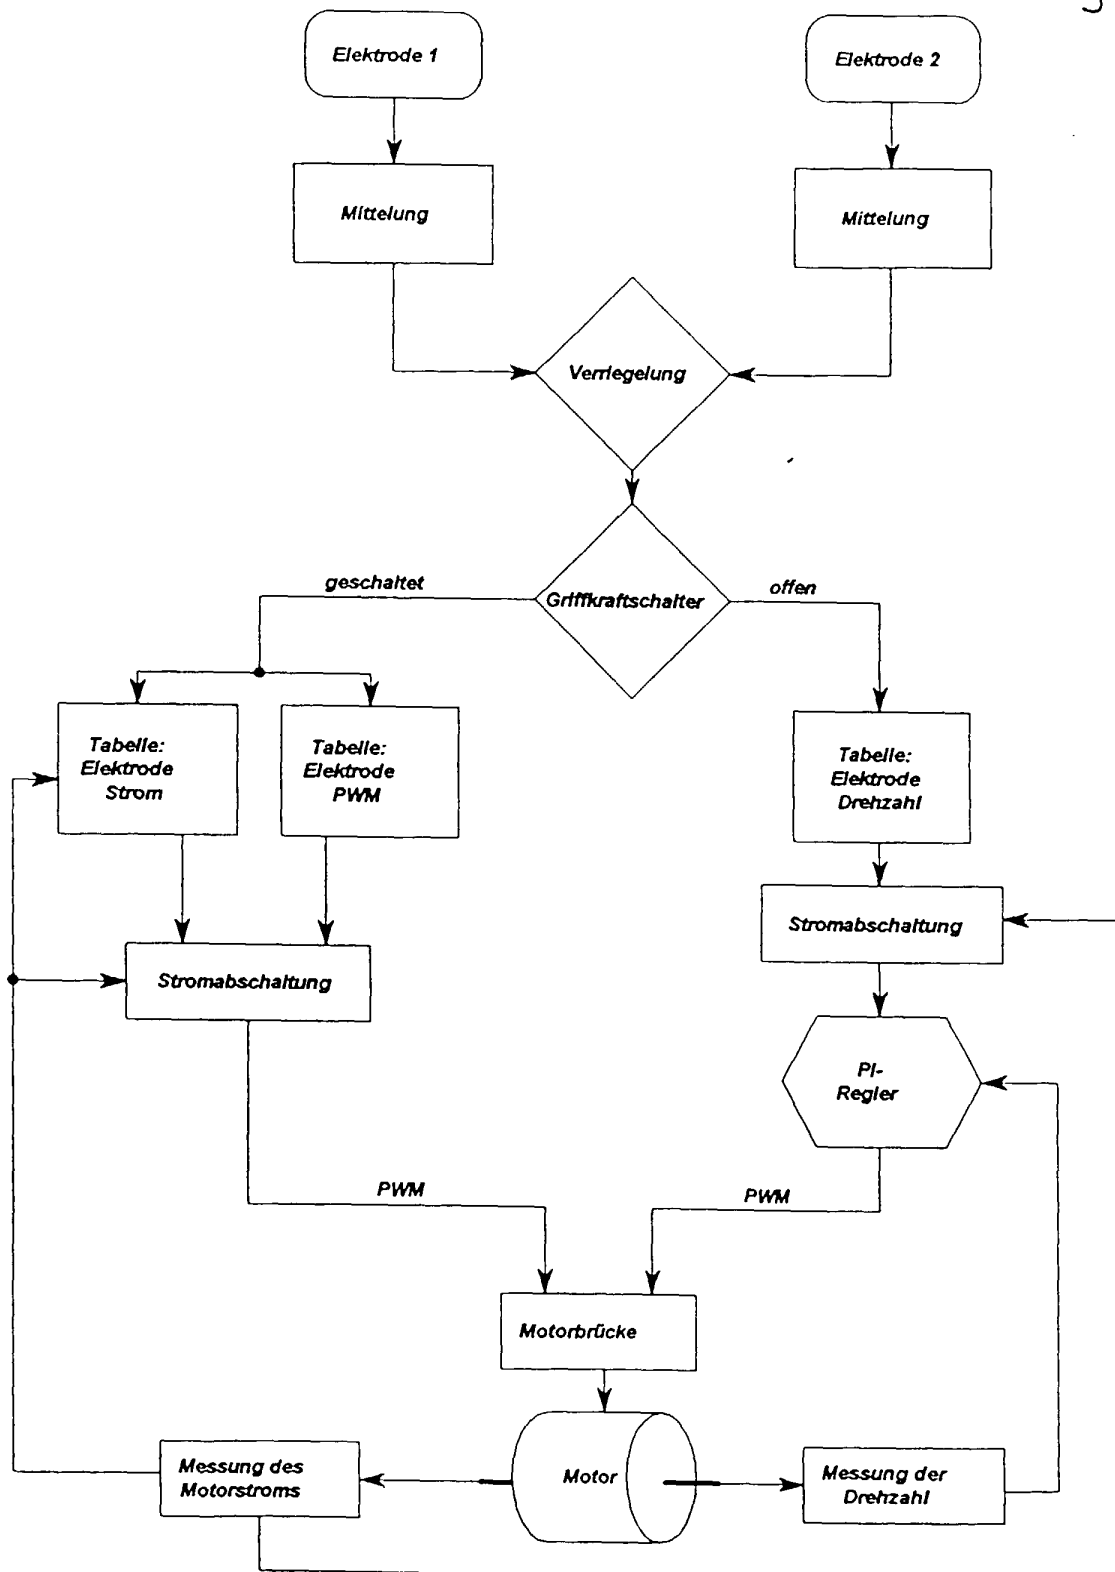 Elektrode 1
Elektrode 2
Mittelung
Mittelung
Verriegelung
Griffkraftschalter
geschaltet
offen
Tabelle:
Elektrode
Strom
Tabelle:
Elektrode
PWM
Tabelle:
Elektrode
Drehzahl
Stromabschaltung
Stromabschaltung
PI-
Regler
PWM
PWM
Motorbrücke
Messung des
Motorstroms
Motor
Messung der
Drehzahl